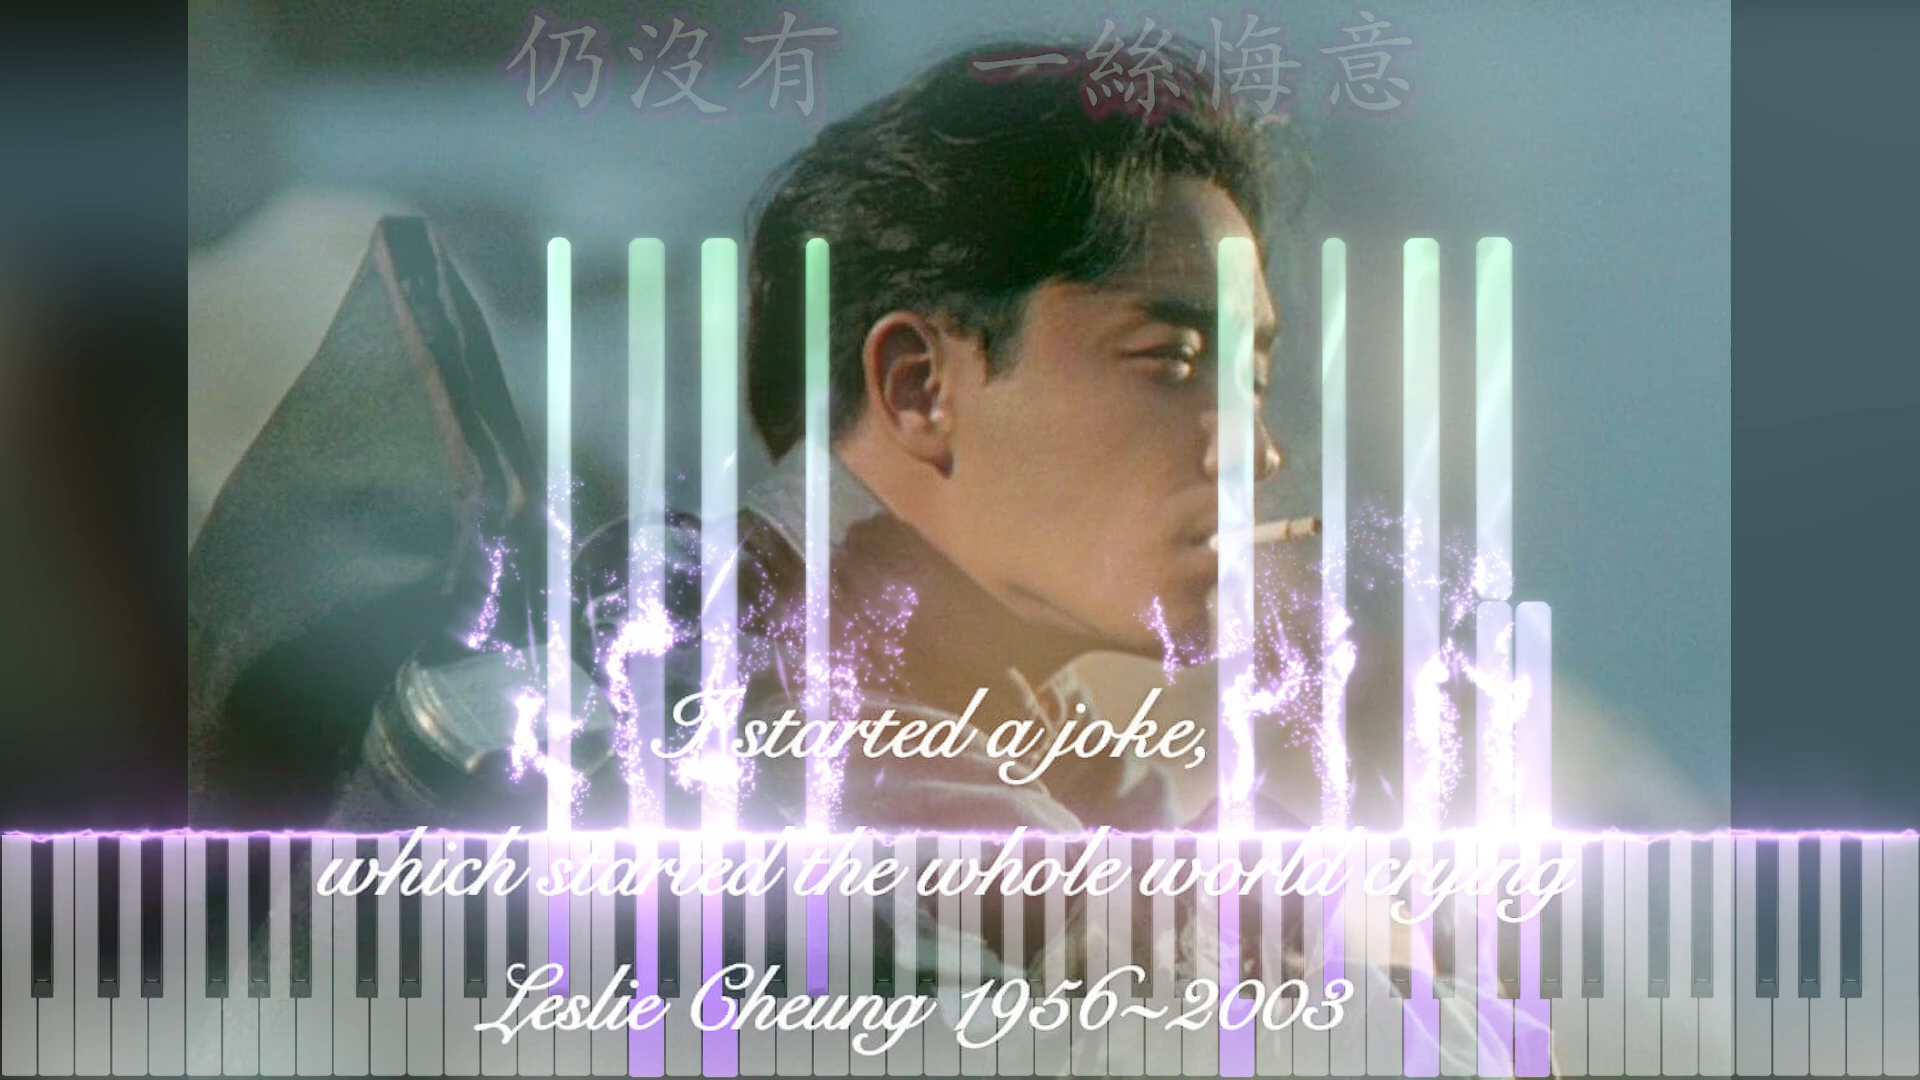 仍沒有 一絲悔意
I started a joke,
which started the whole world crying
Leslie Cheung 1956~2003